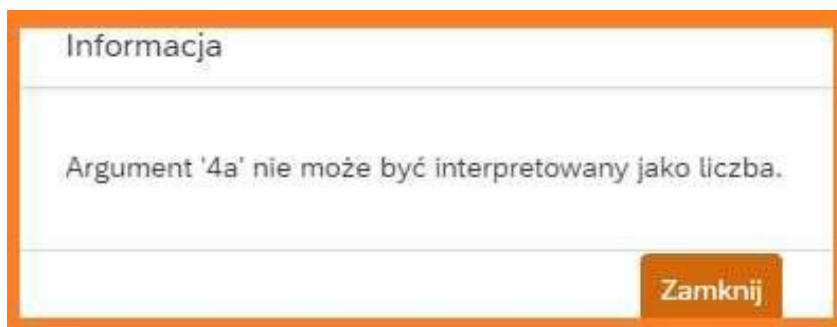 Informacja
Argument '4a' nie może być interpretowany jako liczba.
Zamknij